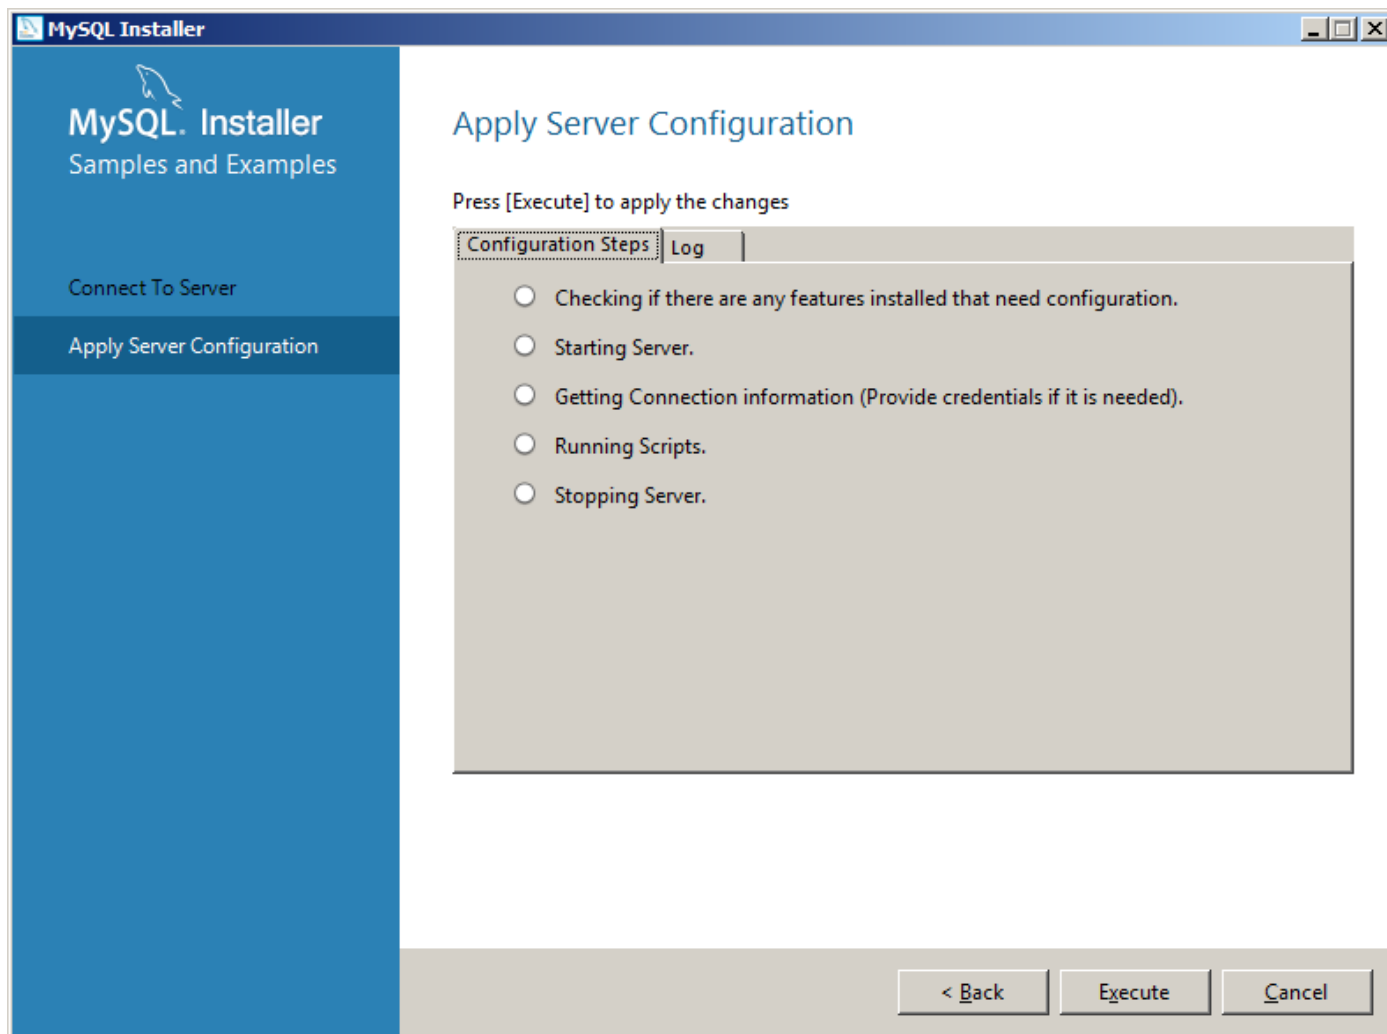 MySQL Installer
MySQL. Installer
Samples and Examples
Connect To Server
Apply Server Configuration
Apply Server Configuration
Press [Execute] to apply the changes
Configuration Steps
Log
Checking if there are any features installed that need configuration.
Starting Server.
Getting Connection information (Provide credentials if it is needed).
Running Scripts.
Stopping Server.
< Back
Execute
Cancel